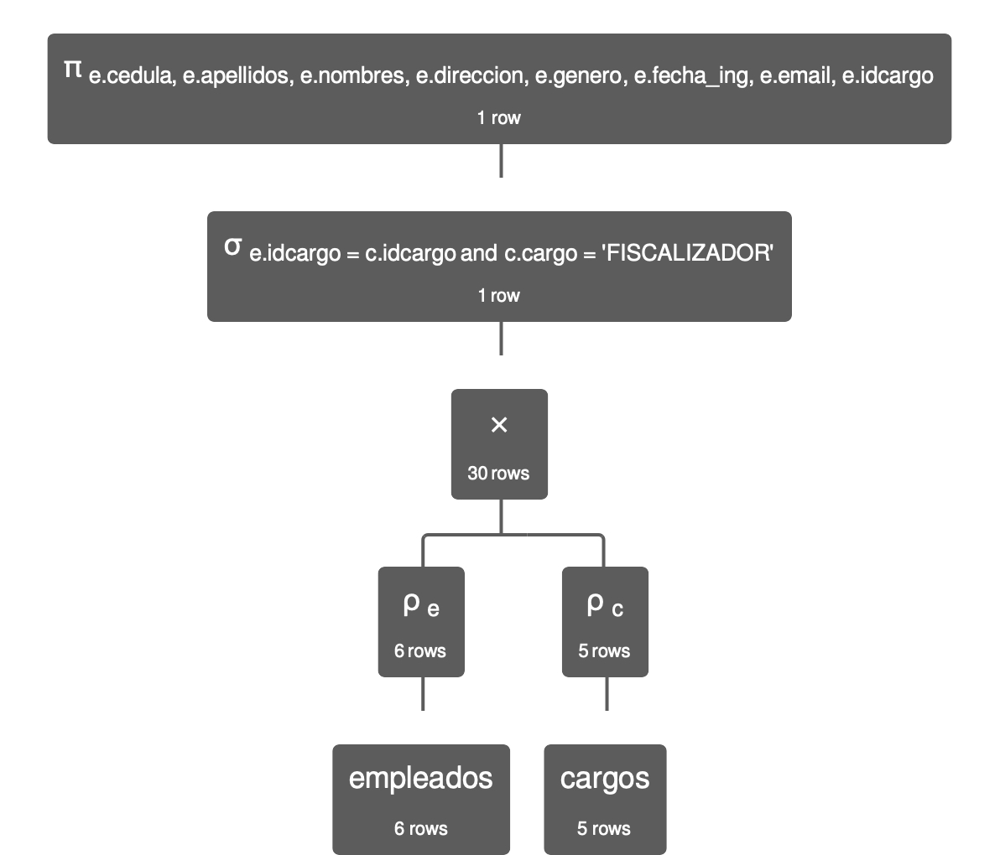 π e.cedula, e.apellidos, e.nombres, e.direccion, e.genero, e.fecha_ing, e.email, e.idcargo
1 row
σ e.idcargo = c.idcargo and c.cargo = 'FISCALIZADOR'
1 row
×
30 rows
ρ e
6 rows
ρ c
5 rows
empleados
6 rows
cargos
5 rows